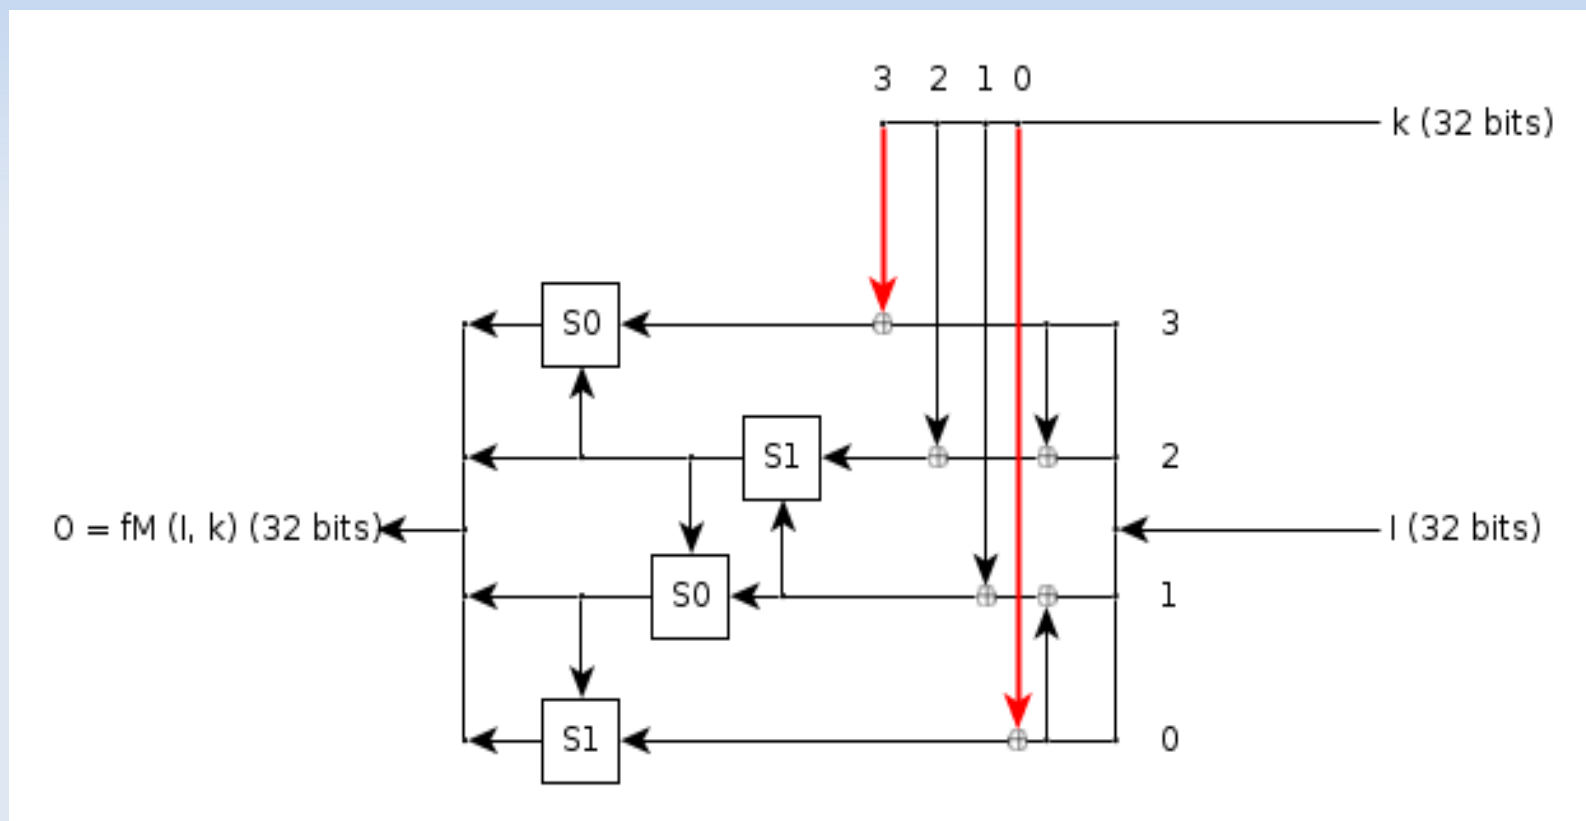 3 2 1 0
k (32 bits)
S0 3
S1 2
O = fM (I, k) (32 bits) I (32 bits)
S0 1
S1 0